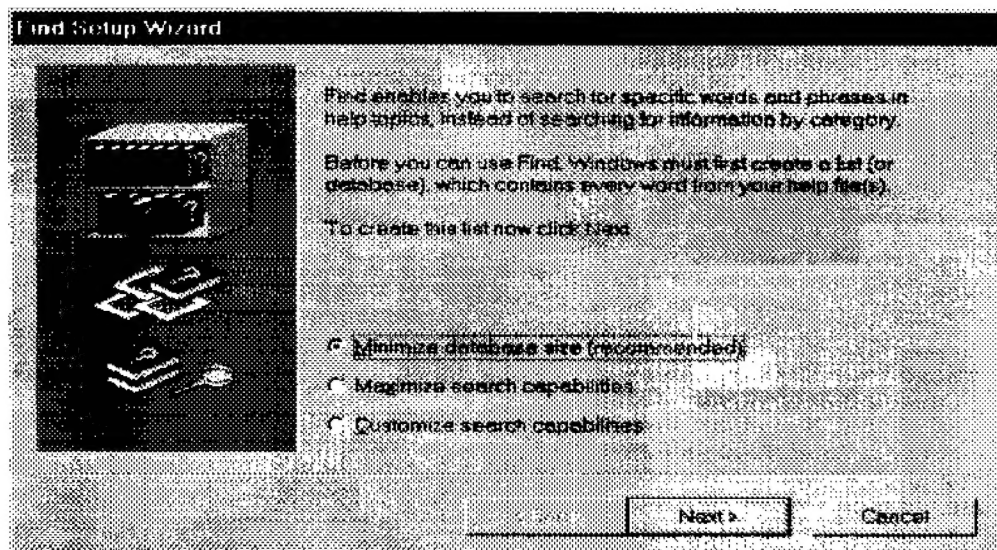 Find Setup Wizard
Find enables you to search for specific words and phrases in
help topics, instead of searching for information by category.
Before you can use Find, Windows must first create a list (or
database), which contains every word from your help file(s).
To create this list now click Next
Minimize database size (recommended)
Maximize search capabilities
Customize search capabilities
Next >
Cancel